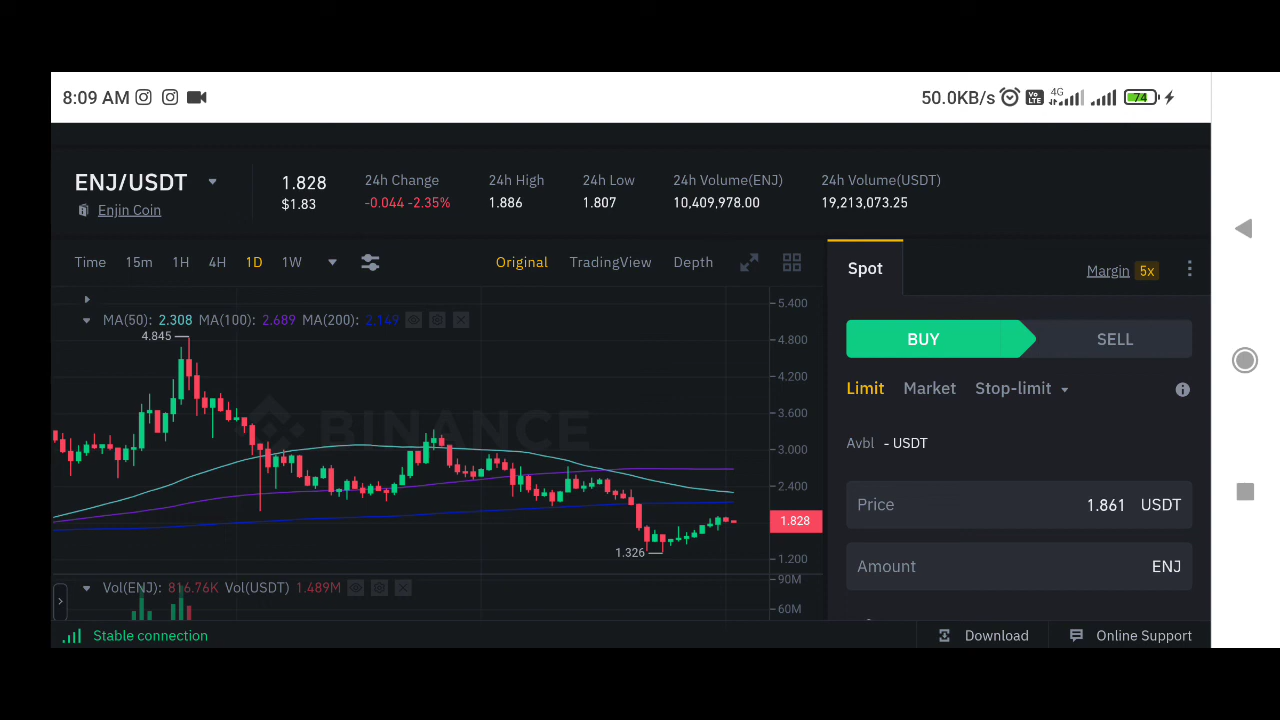 8:09 AM 50.0KB/s Vo LTE 4G 74
ENJ/USDT 1.828 24h Change 24h High 24h Low 24h Volume(ENJ) 24h Volume(USDT)
Enjin Coin $1.83 -0.044 -2.35% 1.886 1.807 10,409,978.00 19,213,073.25
Time 15m 1H 4H 1D 1W Original TradingView Depth
Spot Margin 5x
5.400
MA(50): 2.308 MA(100): 2.689 MA(200): 2.149
4.845
4.800
BUY SELL
4.200
Limit Market Stop-limit
3.600
BINANCE
3.000
Avbl - USDT
2.400
Price 1.861 USDT
1.828
1.326
1.200
Amount ENJ
90M
Vol(ENJ): 816.76K Vol(USDT) 1.489M
60M
Stable connection Download Online Support